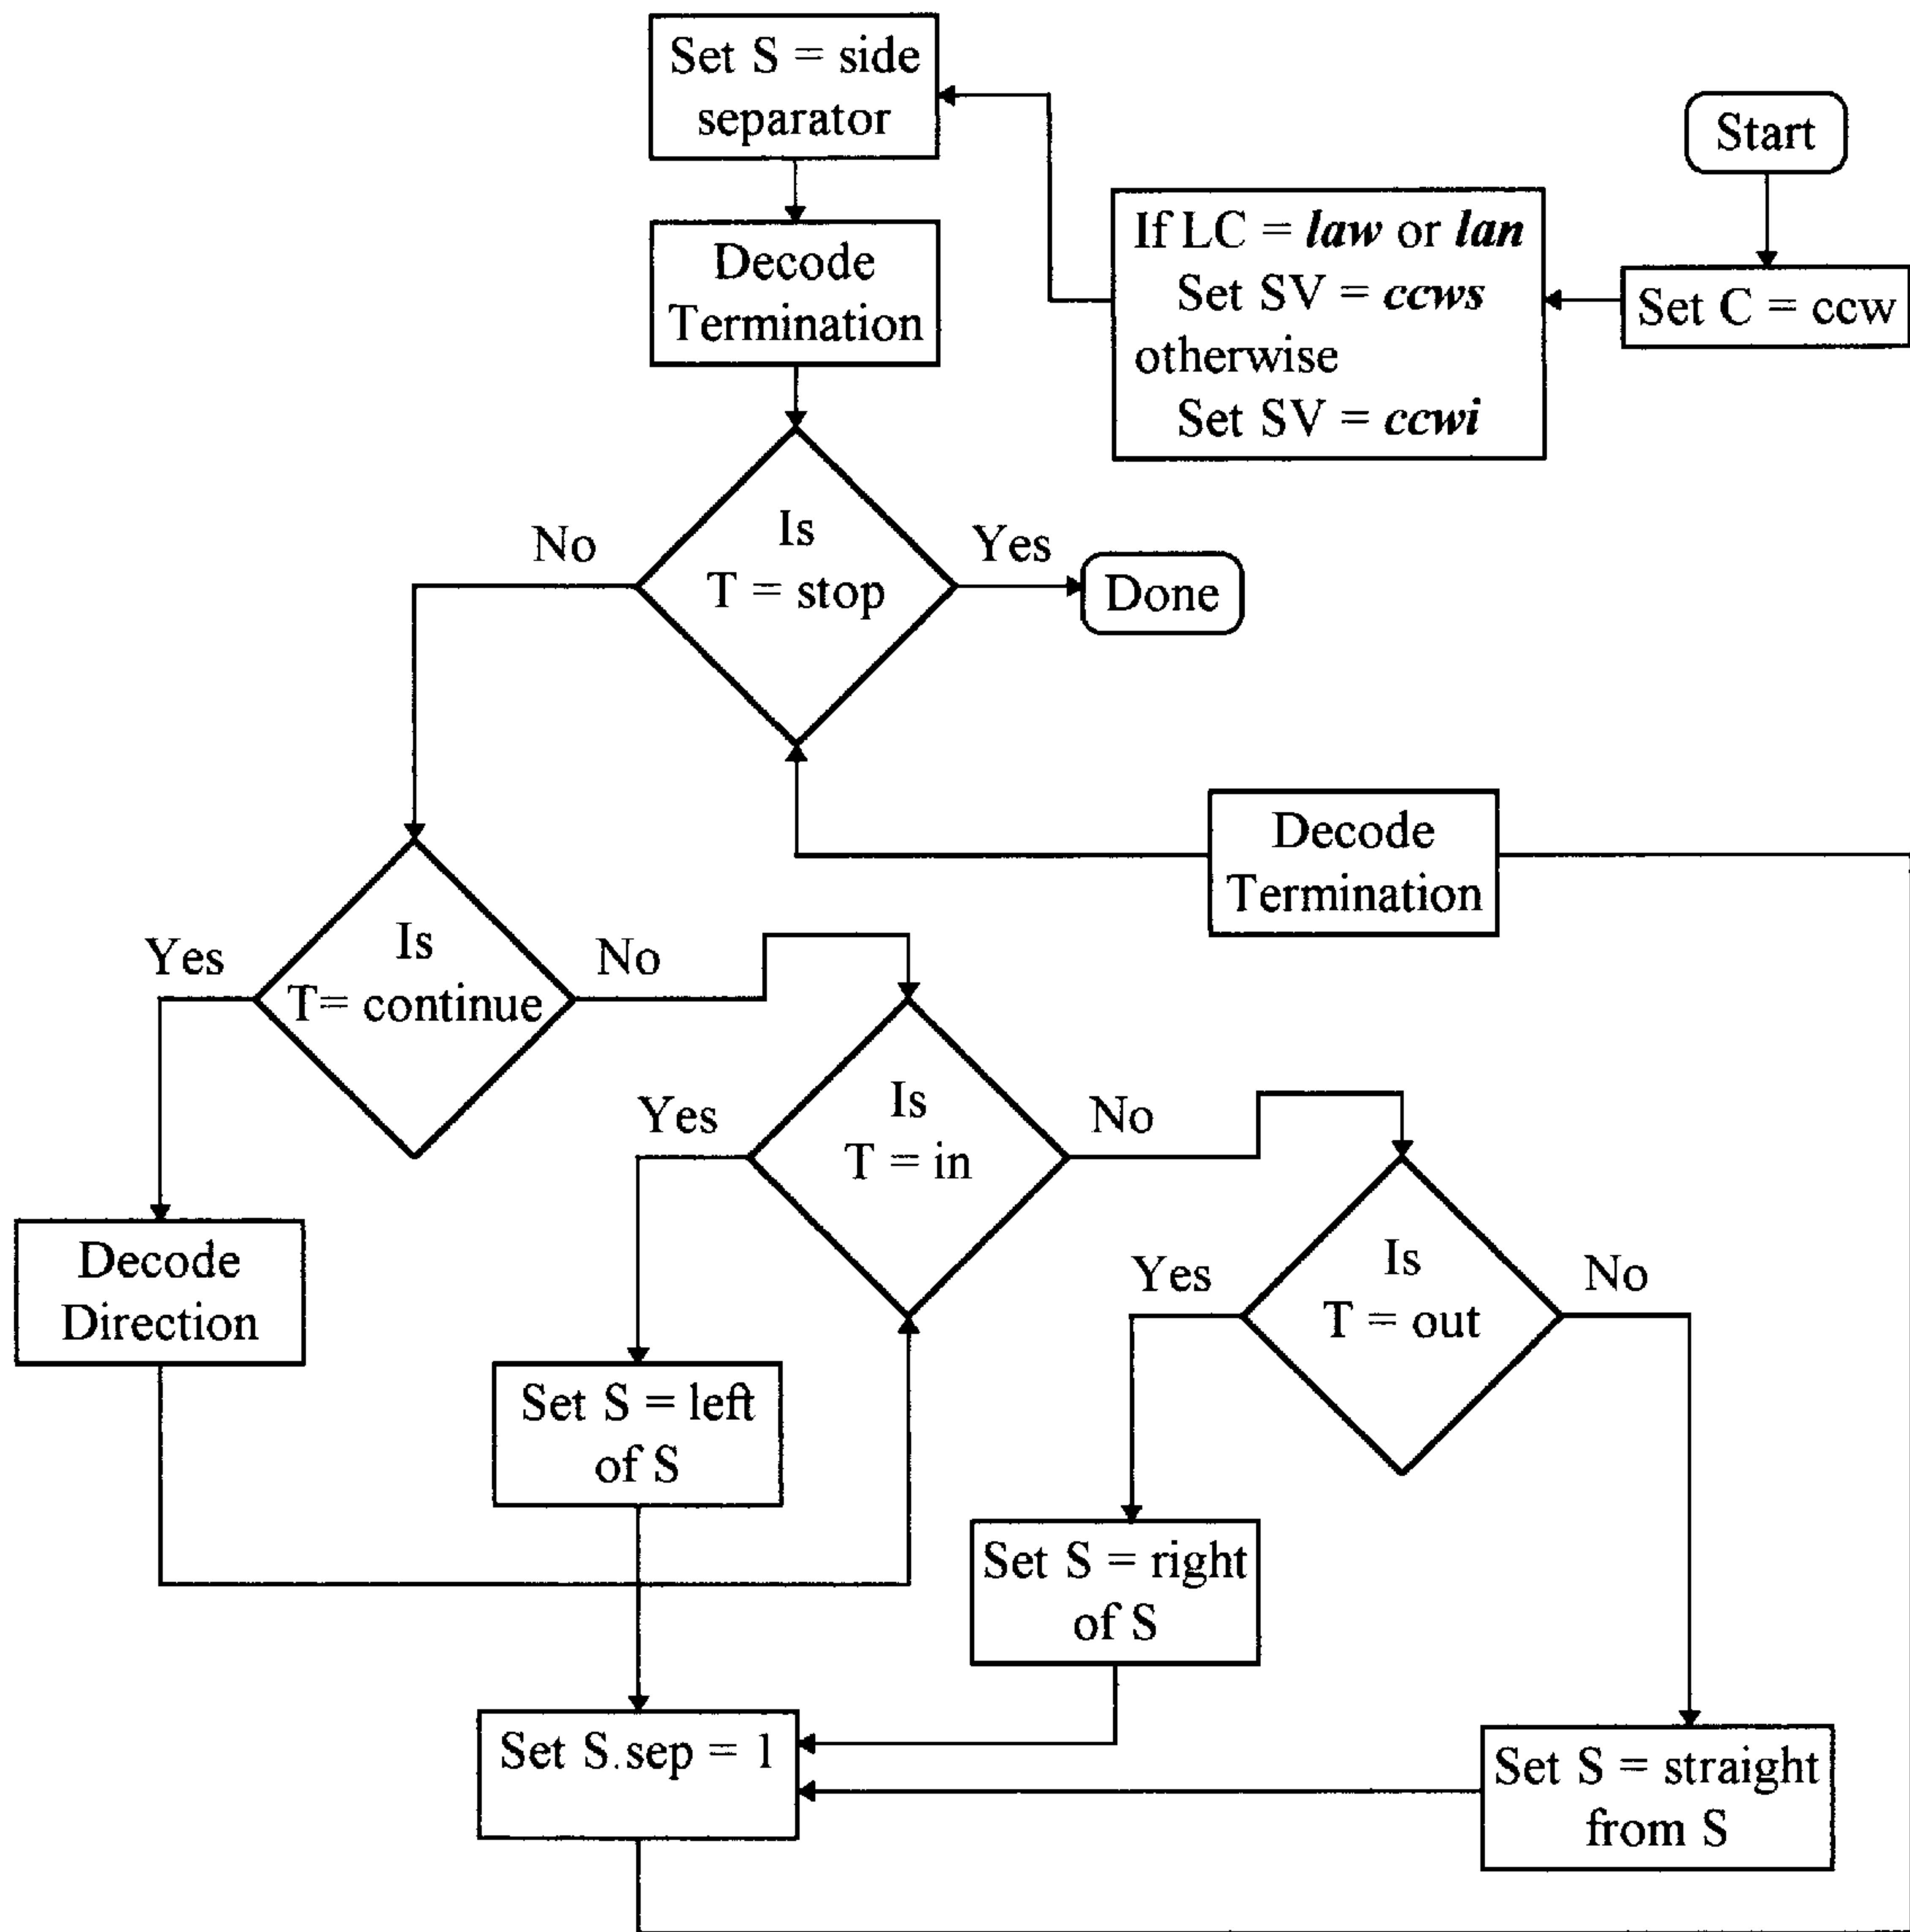 Start
Set C = ccw
If LC = law or lan
Set SV = ccws
otherwise
Set SV = ccwi
Set S = side
separator
Decode
Termination
Is
T = stop
No
Yes
Done
Decode
Termination
Is
T= continue
Yes
No
Is
T = in
Yes
No
Is
T = out
Yes
No
Decode
Direction
Set S = left
of S
Set S = right
of S
Set S.sep = 1
Set S = straight
from S